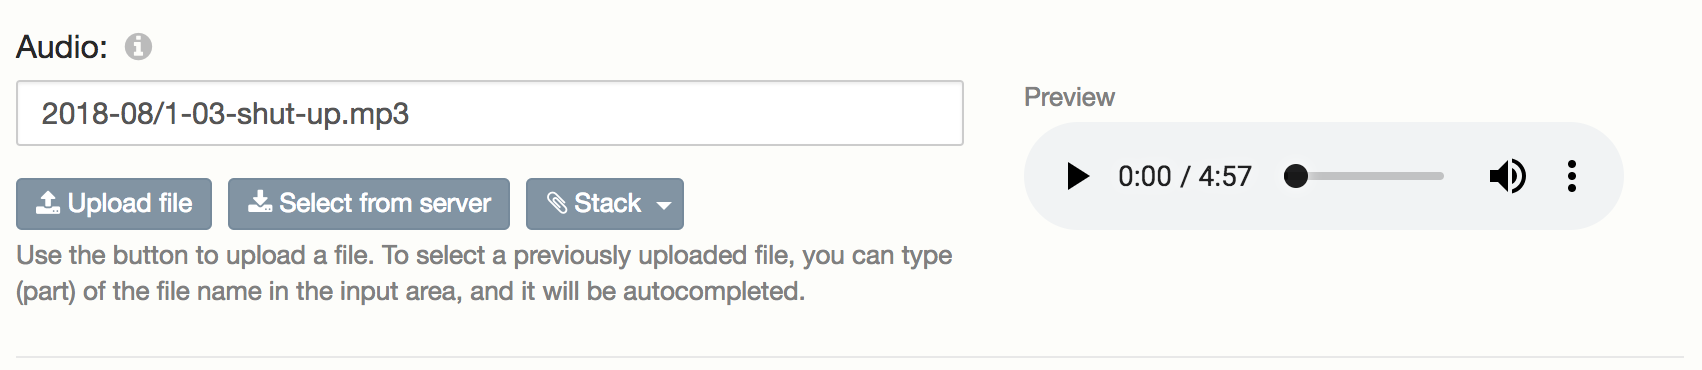 Audio:
2018-08/1-03-shut-up.mp3
Preview
0:00 / 4:57
Upload file
Select from server
Stack
Use the button to upload a file. To select a previously uploaded file, you can type
(part) of the file name in the input area, and it will be autocompleted.